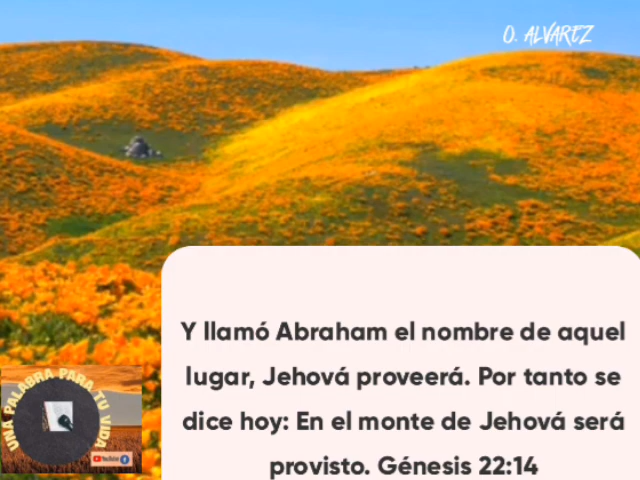 O. ALVAREZ
Y llamó Abraham el nombre de aquel
lugar, Jehová proveerá. Por tanto se
dice hoy: En el monte de Jehová será
provisto. Génesis 22:14
UNA PALABRA PARA TU VIDA
YouTube